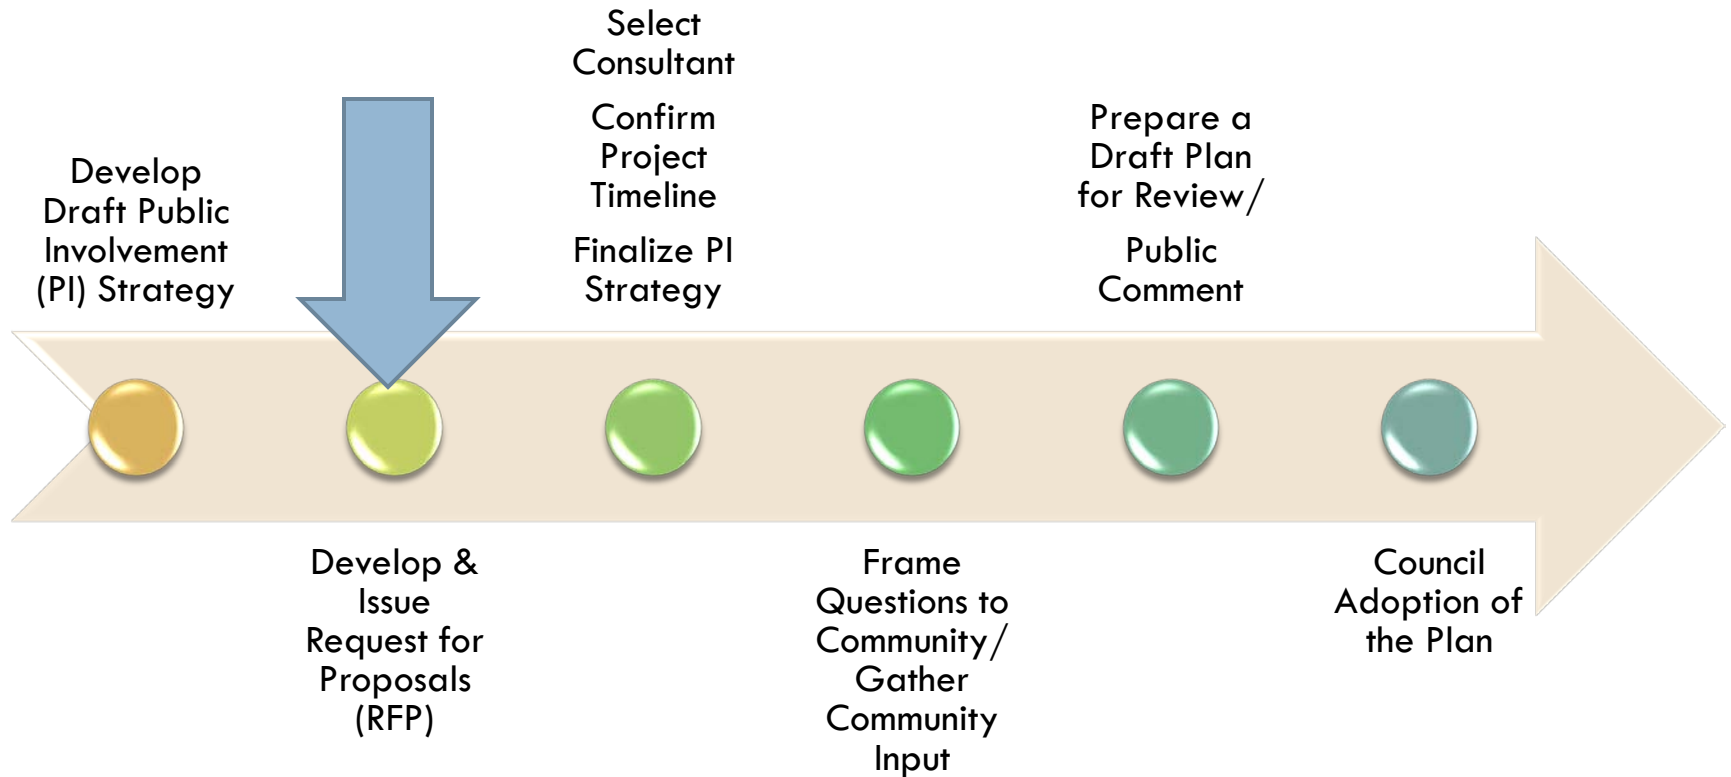 Develop
Draft Public
Involvement
(PI) Strategy
Develop &
Issue
Request for
Proposals
(RFP)
Select
Consultant
Confirm
Project
Timeline
Finalize PI
Strategy
Frame
Questions to
Community/
Gather
Community
Input
Prepare a
Draft Plan
for Review/
Public
Comment
Council
Adoption of
the Plan